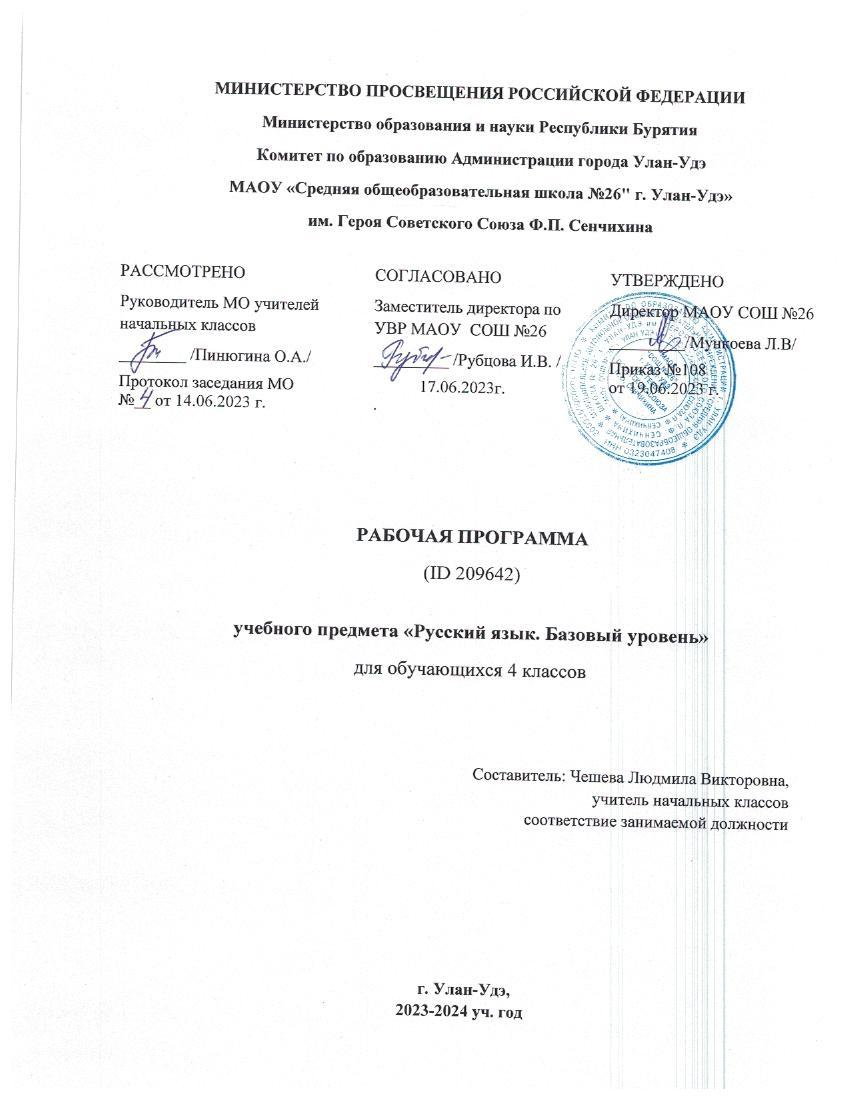 МИНИСТЕРСТВО ПРОСВЕЩЕНИЯ РОССИЙСКОЙ ФЕДЕРАЦИИ
Министерство образования и науки Республики Бурятия
Комитет по образованию Администрации города Улан-Удэ
МАОУ «Средняя общеобразовательная школа №26" г. Улан-Удэ»
им. Героя Советского Союза Ф.П. Сенчихина
РАССМОТРЕНО
Руководитель МО учителей
начальных классов
/Пинюгина О.А./
Протокол заседания МО
№ 4 от 14.06.2023 г.
СОГЛАСОВАНО
Заместитель директора по
УВР МАОУ СОШ №26
/Рубцова И.В. /
17.06.2023г.
УТВЕРЖДЕНО
Директор МАОУ СОШ №26
/Мункоева Л.В/
Приказ №108
от 19.06.2023 г.
ИНН 0323047408
РАБОЧАЯ ПРОГРАММА
(ID 209642)
учебного предмета «Русский язык. Базовый уровень»
для обучающихся 4 классов
Составитель: Чешева Людмила Викторовна,
учитель начальных классов
соответствие занимаемой должности
г. Улан-Удэ,
2023-2024 уч. год